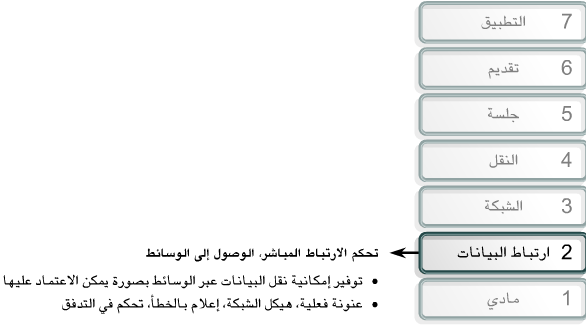 7 التطبيق
6 تقديم
5 جلسة
4 النقل
3 الشبكة
2 ارتباط البيانات
تحكم الارتباط المباشر، الوصول إلى الوسائط
• توفير إمكانية نقل البيانات عبر الوسائط بصورة يمكن الاعتماد عليها
• عنونة فعلية، هيكل الشبكة، إعلام بالخطأ، تحكم في التدفق
1 مادي